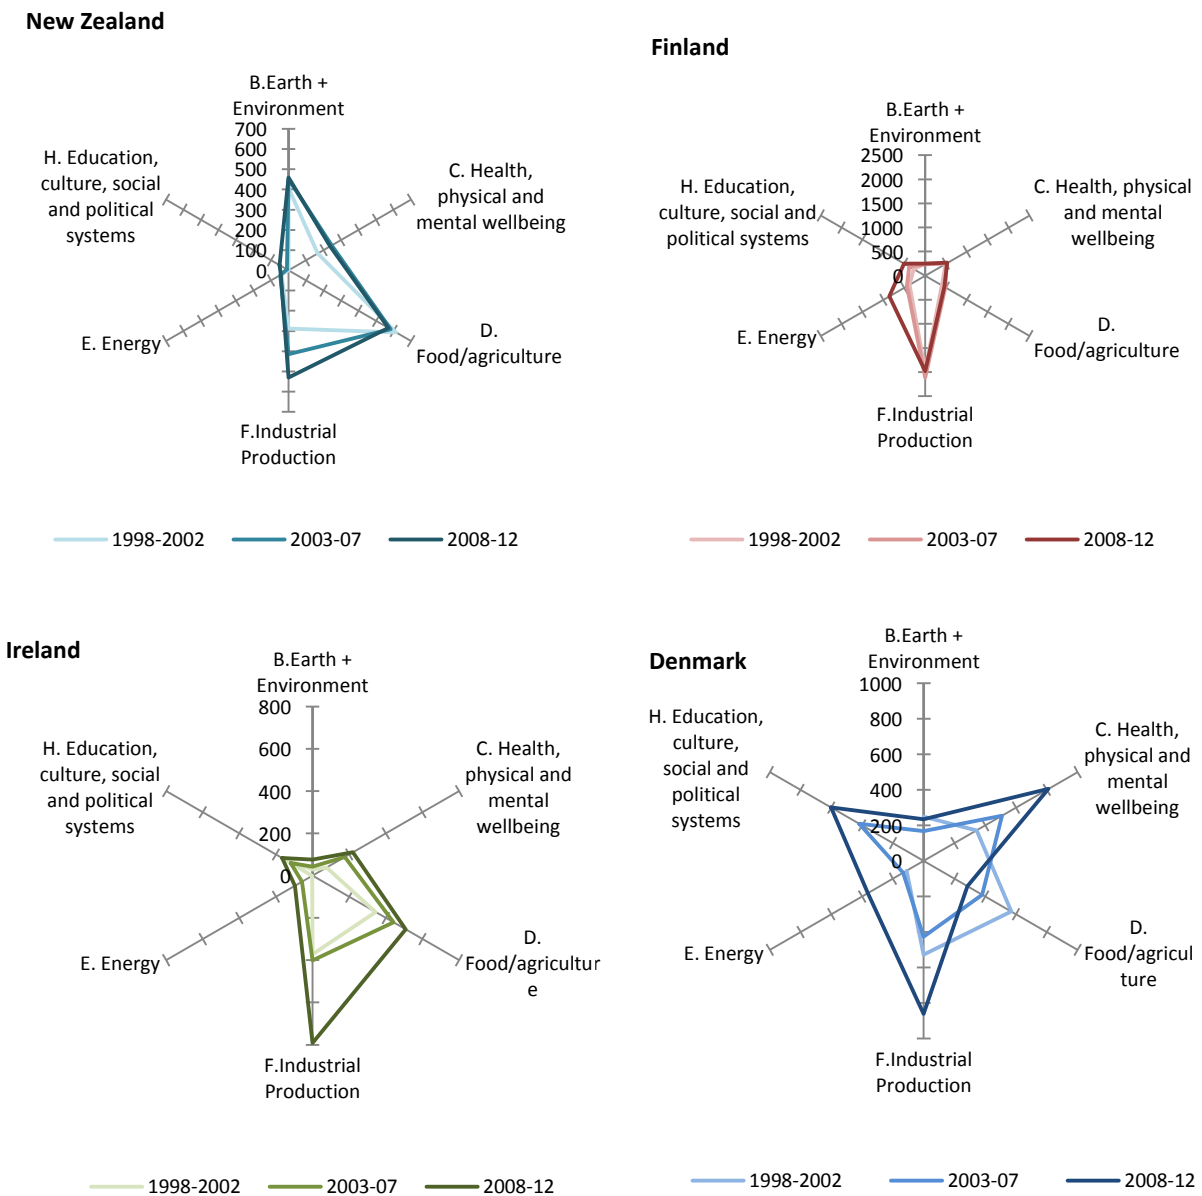 New Zealand
B.Earth +
Environment
700
600
500
400
300
200
100
0
C. Health,
physical and
mental wellbeing
D.
Food/agriculture
F.Industrial
Production
E. Energy
H. Education,
culture, social
and political
systems
1998-2002
2003-07
2008-12
Finland
B.Earth +
Environment
2500
2000
1500
1000
500
0
C. Health, physical
and mental
wellbeing
D.
Food/agriculture
F.Industrial
Production
E. Energy
H. Education,
culture, social and
political systems
1998-2002
2003-07
2008-12
Ireland
B.Earth +
Environment
800
600
400
200
0
C. Health,
physical and
mental
wellbeing
D.
Food/agricultur
e
F.Industrial
Production
E. Energy
H. Education,
culture, social
and political
systems
1998-2002
2003-07
2008-12
Denmark
B.Earth +
Environment
1000
800
600
400
200
0
C. Health,
physical and
mental
wellbeing
D.
Food/agricul
ture
F.Industrial
Production
E. Energy
H. Education,
culture,
social and
political
systems
1998-2002
2003-07
2008-12